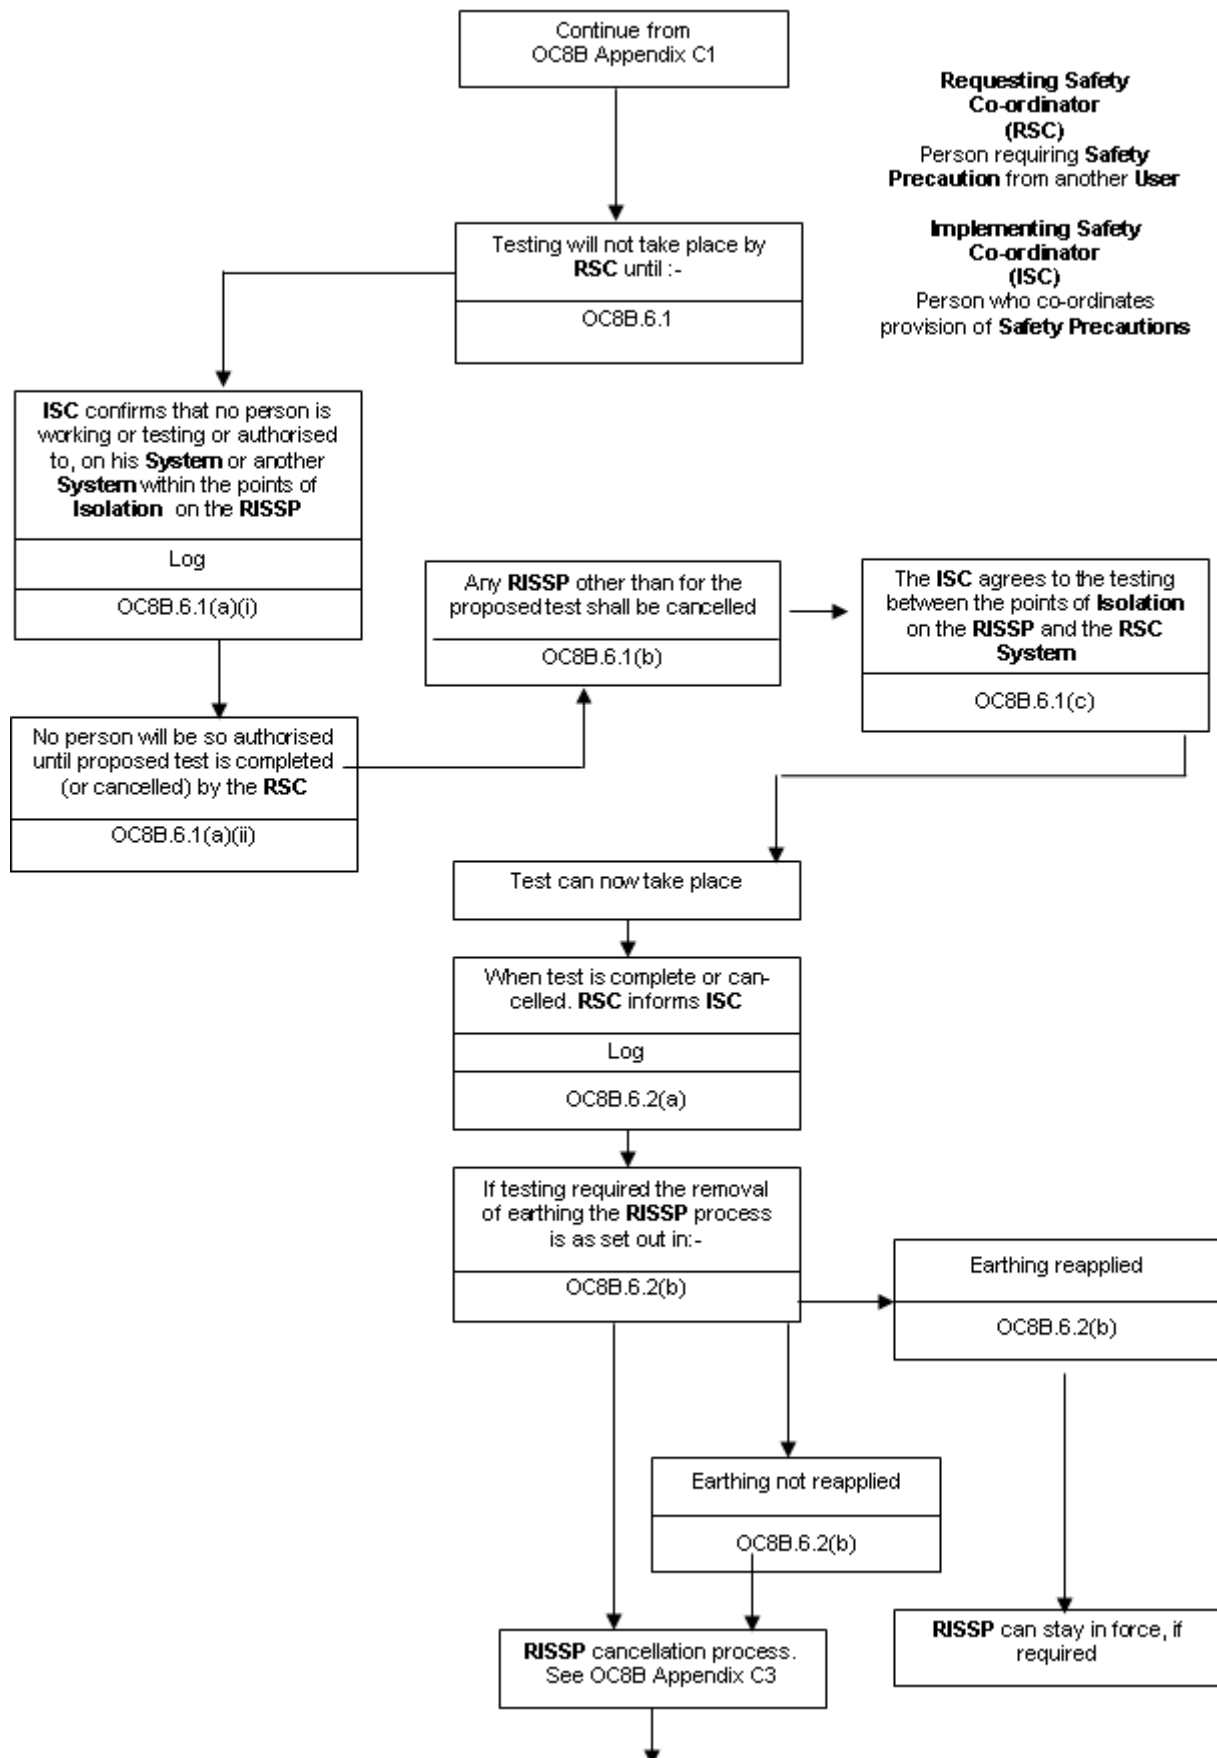 Continue from
OC8B Appendix C1
Requesting Safety
Co-ordinator
(RSC)
Person requiring Safety
Precaution from another User
Implementing Safety
Co-ordinator
(ISC)
Person who co-ordinates
provision of Safety Precautions
Testing will not take place by
RSC until :-
OC8B.6.1
ISC confirms that no person is
working or testing or authorised
to, on his System or another
System within the points of
Isolation on the RISSP
Log
OC8B.6.1(a)(i)
No person will be so authorised
until proposed test is completed
(or cancelled) by the RSC
OC8B.6.1(a)(ii)
Any RISSP other than for the
proposed test shall be cancelled
OC8B.6.1(b)
The ISC agrees to the testing
between the points of Isolation
on the RISSP and the RSC
System
OC8B.6.1(c)
Test can now take place
When test is complete or can-
celled. RSC informs ISC
Log
OC8B.6.2(a)
If testing required the removal
of earthing the RISSP process
is as set out in:-
OC8B.6.2(b)
Earthing reapplied
OC8B.6.2(b)
Earthing not reapplied
OC8B.6.2(b)
RISSP cancellation process.
See OC8B Appendix C3
RISSP can stay in force, if
required